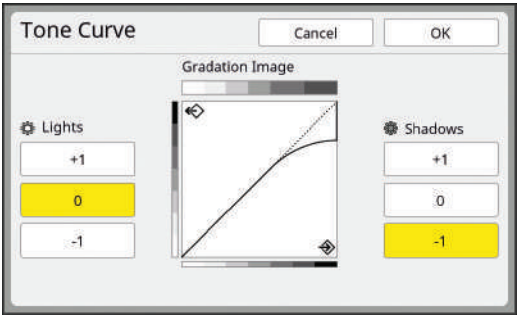 Tone Curve
Cancel
OK
Gradation Image
Lights
+1
0
-1
Shadows
+1
0
-1